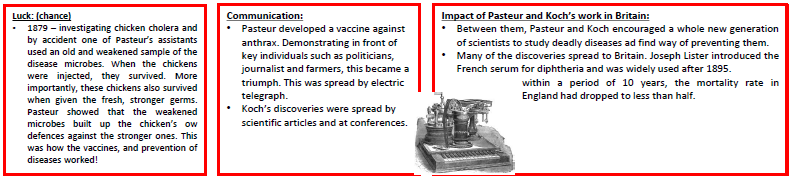 Luck: (chance)
• 1879 – investigating chicken cholera and
by accident one of Pasteur's assistants
used an old and weakened sample of the
disease microbes. When the chickens
were injected, they survived. More
importantly, these chickens also survived
when given the fresh, stronger germs.
Pasteur showed that the weakened
microbes built up the chicken's ow
defences against the stronger ones. This
was how the vaccines, and prevention of
diseases worked!
Communication:
• Pasteur developed a vaccine against
anthrax. Demonstrating in front of
key individuals such as politicians,
journalist and farmers, this became a
triumph. This was spread by electric
telegraph.
• Koch's discoveries were spread by
scientific articles and at conferences.
Impact of Pasteur and Koch's work in Britain:
• Between them, Pasteur and Koch encouraged a whole new generation
of scientists to study deadly diseases ad find way of preventing them.
• Many of the discoveries spread to Britain. Joseph Lister introduced the
French serum for diphtheria and was widely used after 1895.
within a period of 10 years, the mortality rate in
England had dropped to less than half.